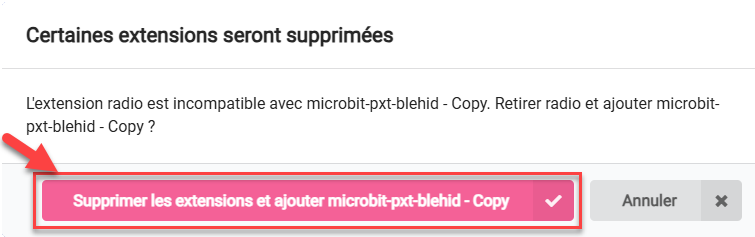 Certaines extensions seront supprimées
L'extension radio est incompatible avec microbit-pxt-blehid - Copy. Retirer radio et ajouter microbit-
pxt-blehid - Copy ?
Supprimer les extensions et ajouter microbit-pxt-blehid - Copy
Annuler